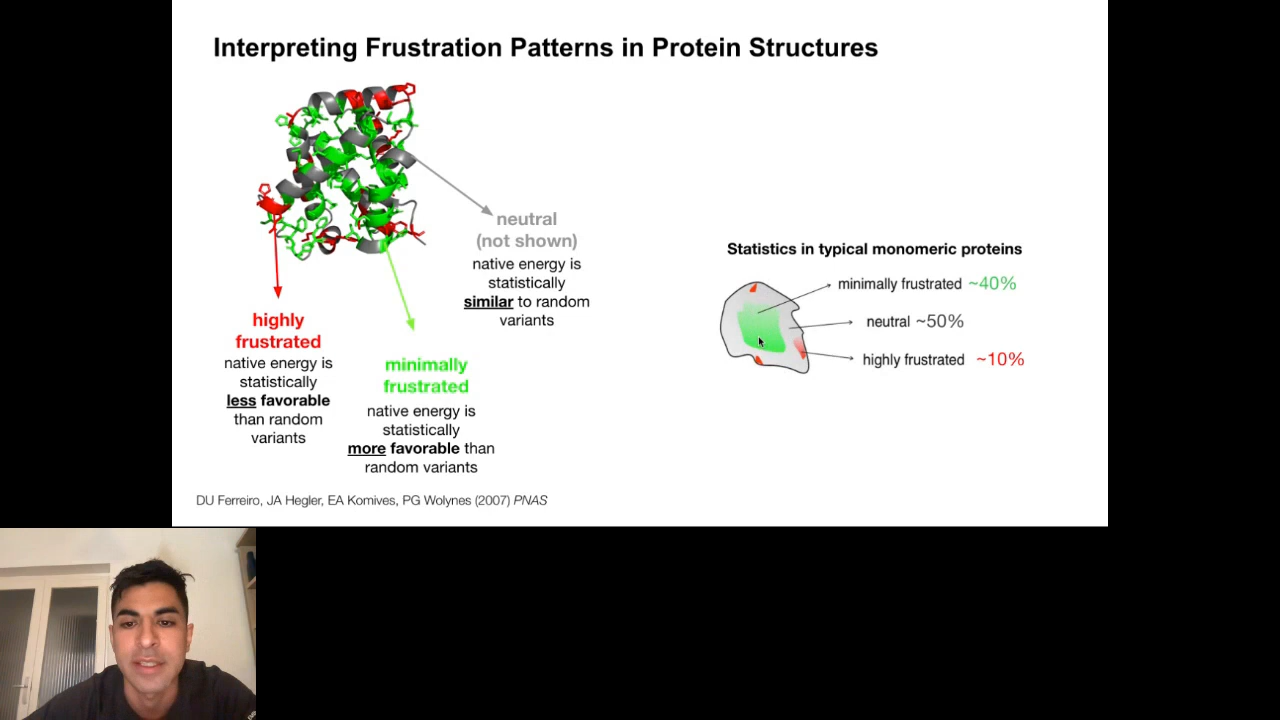 Interpreting Frustration Patterns in Protein Structures
neutral
(not shown)
native energy is
statistically
similar to random
variants
highly
frustrated
native energy is
statistically
less favorable
than random
variants
minimally
frustrated
native energy is
statistically
more favorable than
random variants
Statistics in typical monomeric proteins
minimally frustrated ~40%
neutral ~50%
highly frustrated ~10%
DU Ferreiro, JA Hegler, EA Komives, PG Wolynes (2007) PNAS